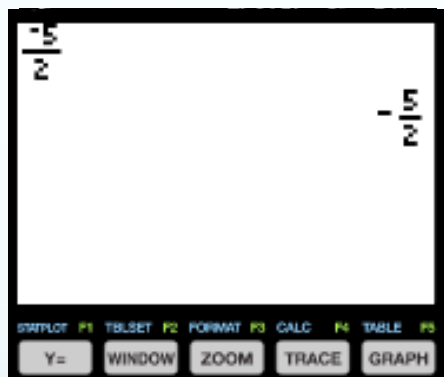 -5
2
- 5
2
STATPLOT F1 TBLSET F2 FORMAT F3 CALC F4 TABLE F5
Y= WINDOW ZOOM TRACE GRAPH